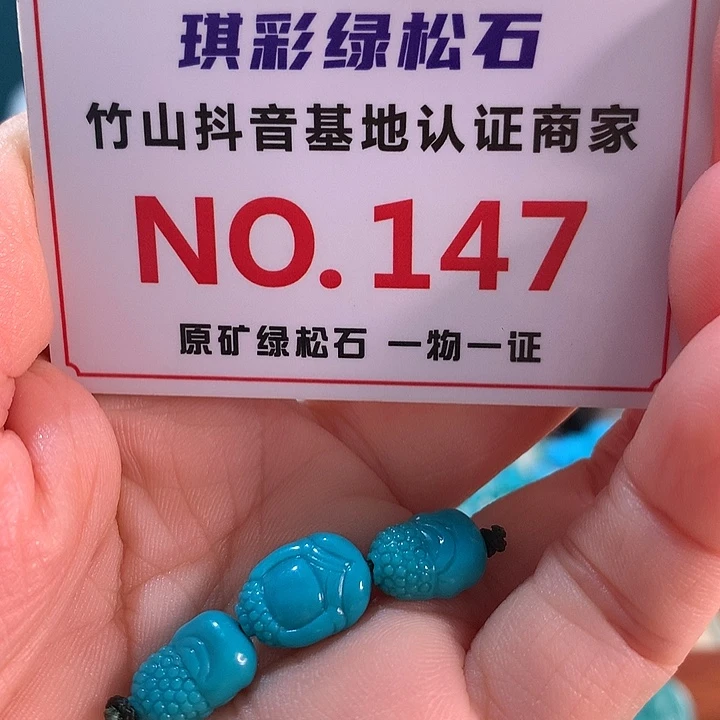 琪彩绿松石
竹山抖音基地认证商家
NO.147
原矿绿松石 一物一证